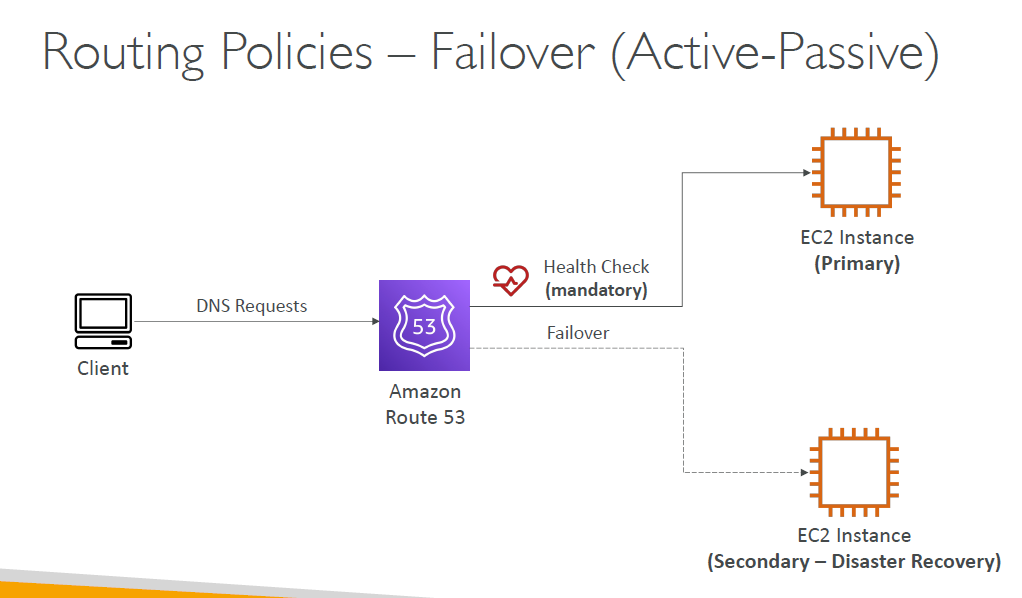 Routing Policies – Failover (Active-Passive)
EC2 Instance
(Primary)
Health Check
(mandatory)
DNS Requests
53
Failover
Client
Amazon
Route 53
EC2 Instance
(Secondary – Disaster Recovery)